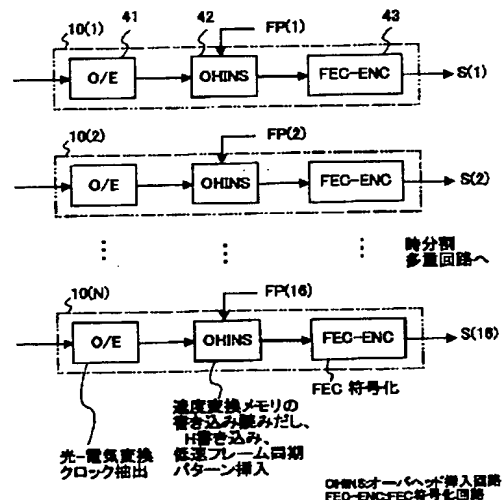 10(1)
41
42
FP(1)
43
O/E
OHINS
FEC-ENC
S(1)
10(2)
FP(2)
O/E
OHINS
FEC-ENC
S(2)
時分割
多重回路へ
10(N)
FP(16)
O/E
OHINS
FEC-ENC
S(16)
光-電気変換
クロック抽出
速度変換メモリの
書き込み読みだし、
H書き込み、
低速フレーム同期
パターン挿入
FEC 符号化
OHINS:オーバヘッド挿入回路
FEC-ENC:FEC符号化回路